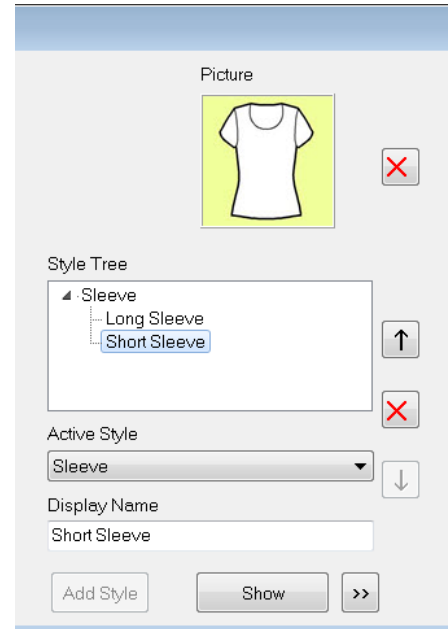 Picture
Style Tree
Sleeve
Long Sleeve
Short Sleeve
Active Style
Sleeve
Display Name
Short Sleeve
Add Style
Show
>>